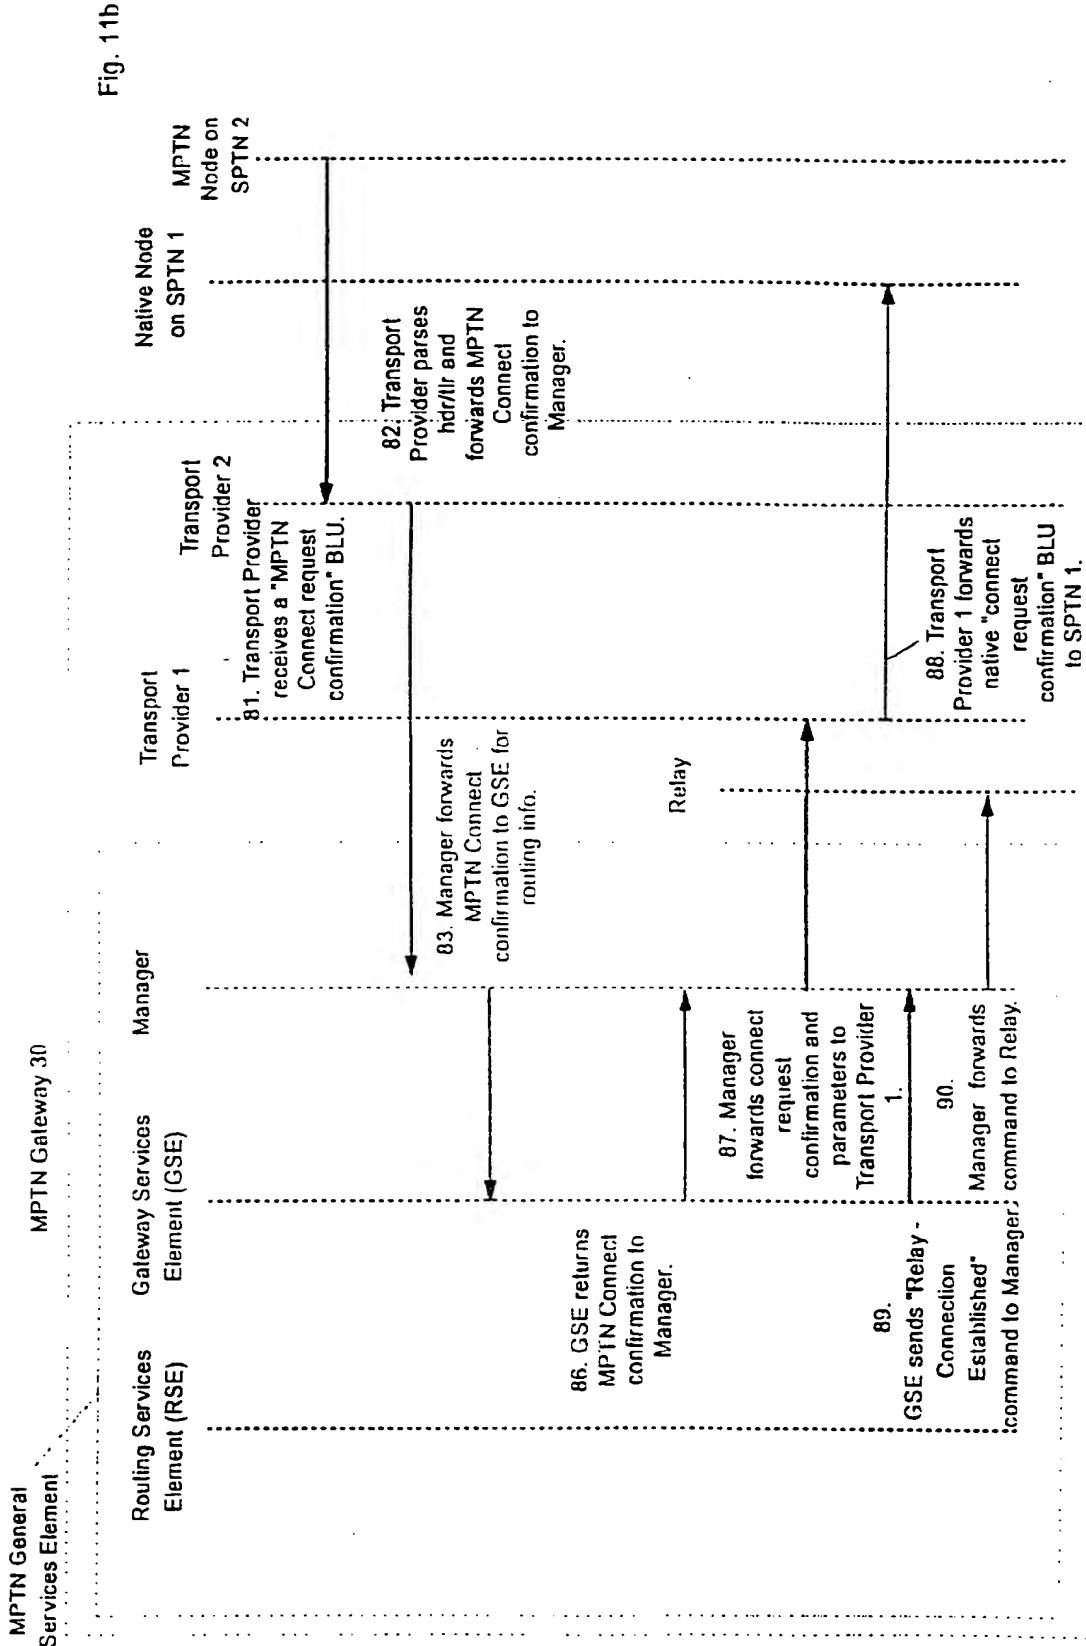 Fig. 11b
MPTN General
Services Element
MPTN Gateway 30
Routing Services
Element (RSE)
Gateway Services
Element (GSE)
Manager
Transport
Provider 1
Transport
Provider 2
Native Node
on SPTN 1
MPTN
Node on
SPTN 2
81. Transport Provider
receives a "MPTN
Connect request
confirmation" BLU.
82. Transport
Provider parses
hdr/tlr and
forwards MPTN
Connect
confirmation to
Manager.
83. Manager forwards
MPTN Connect
confirmation to GSE for
routing info.
86. GSE returns
MPTN Connect
confirmation to
Manager.
Relay
87. Manager
forwards connect
request
confirmation and
parameters to
Transport Provider
1.
88. Transport
Provider 1 forwards
native "connect
request
confirmation" BLU
to SPTN 1.
89.
GSE sends "Relay -
Connection
Established"
command to Manager.
90.
Manager forwards
command to Relay.